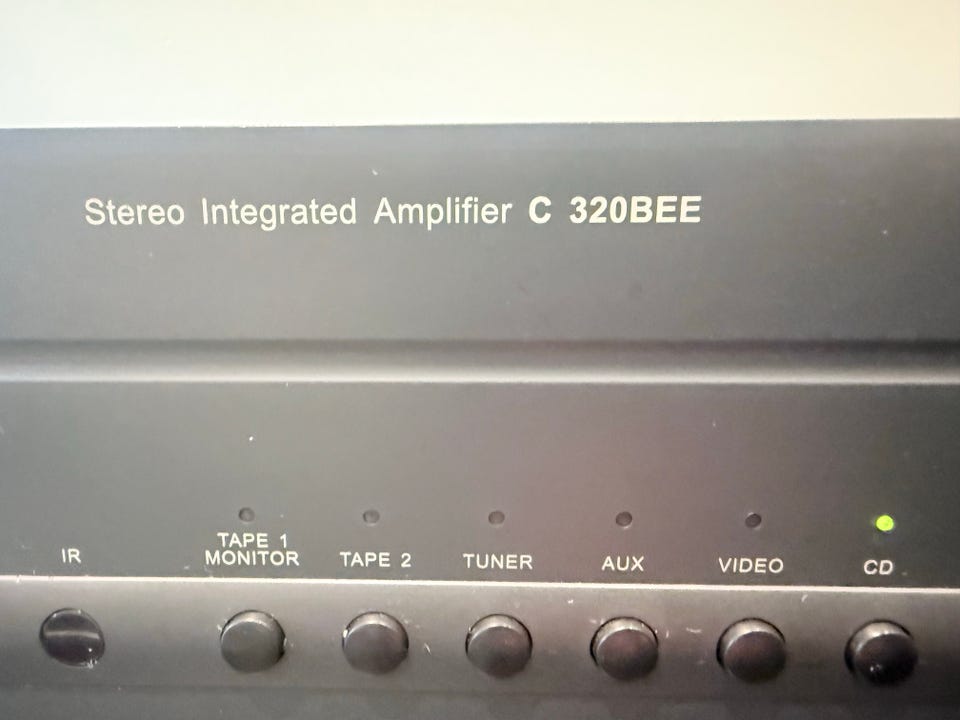 Stereo Integrated Amplifier C 320BEE
IR
TAPE 1
MONITOR
TAPE 2
TUNER
AUX
VIDEO
CD